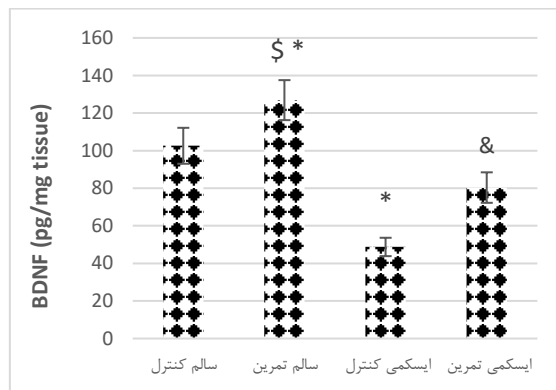 BDNF (pg/mg tissue)
160
140
120
100
80
60
40
20
0
$ *
*
&
سالم کنترل
سالم تمرین
ایسکمی کنترل
ایسکمی تمرین